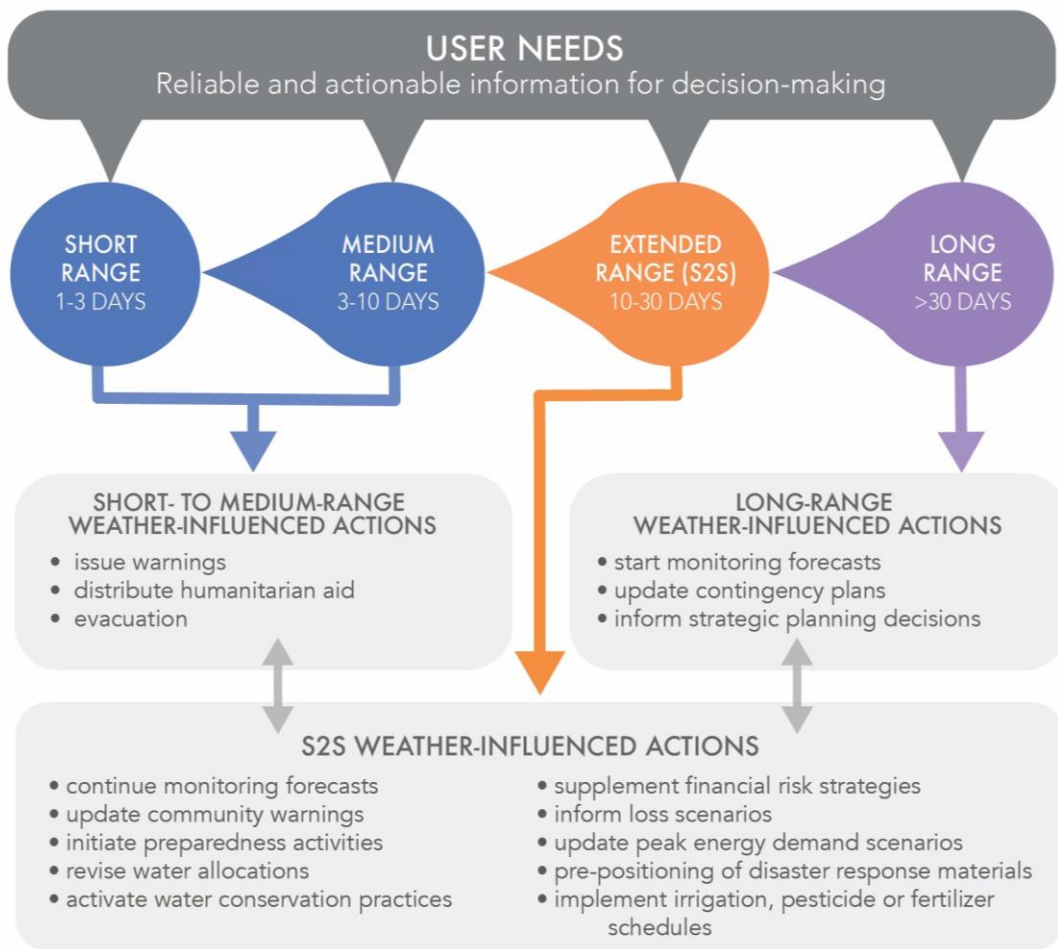 USER NEEDS
Reliable and actionable information for decision-making
SHORT
RANGE
1-3 DAYS
MEDIUM
RANGE
3-10 DAYS
EXTENDED
RANGE (S2S)
10-30 DAYS
LONG
RANGE
>30 DAYS
SHORT- TO MEDIUM-RANGE
WEATHER-INFLUENCED ACTIONS
• issue warnings
• distribute humanitarian aid
• evacuation
LONG-RANGE
WEATHER-INFLUENCED ACTIONS
• start monitoring forecasts
• update contingency plans
• inform strategic planning decisions
S2S WEATHER-INFLUENCED ACTIONS
• continue monitoring forecasts
• update community warnings
• initiate preparedness activities
• revise water allocations
• activate water conservation practices
• supplement financial risk strategies
• inform loss scenarios
• update peak energy demand scenarios
• pre-positioning of disaster response materials
• implement irrigation, pesticide or fertilizer
schedules